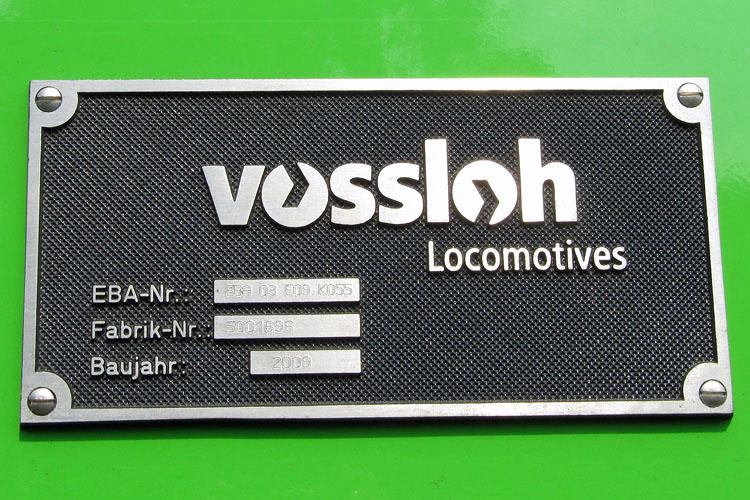 vossloh
Locomotives
EBA-Nr.: EBA 03 E09 K055
Fabrik-Nr.: 5001696
Baujahr: 2009